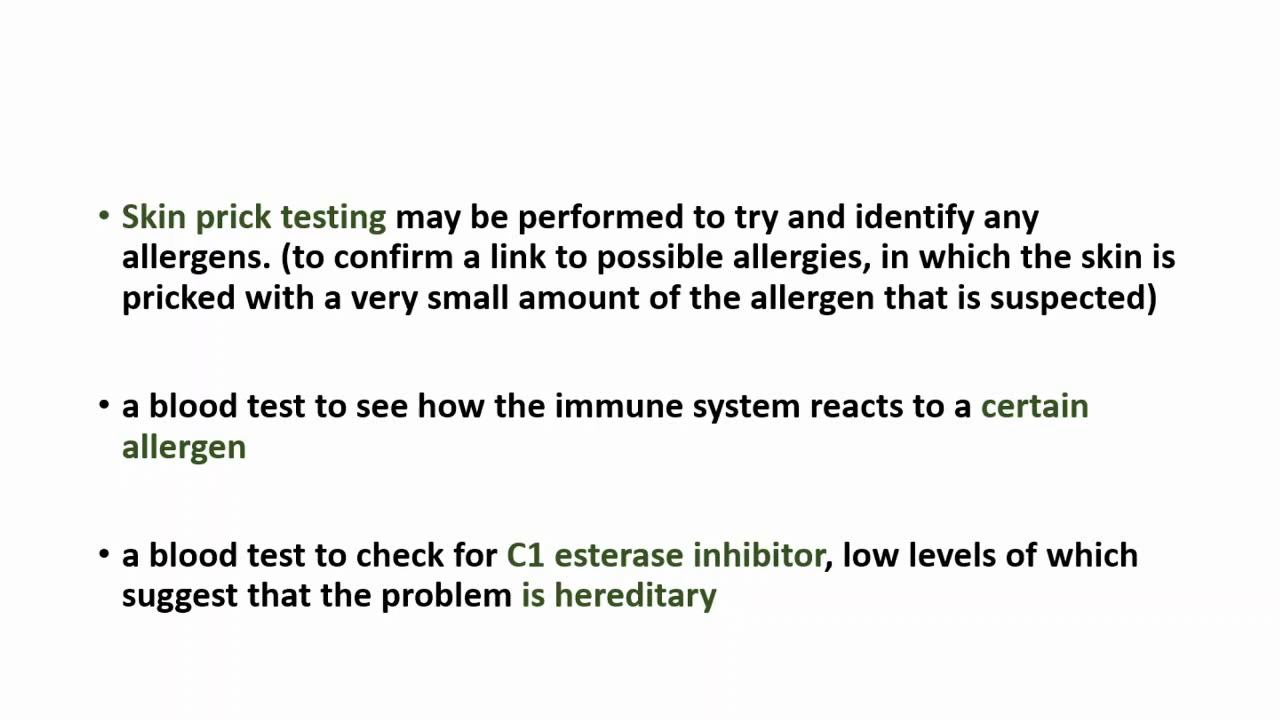 • Skin prick testing may be performed to try and identify any
allergens. (to confirm a link to possible allergies, in which the skin is
pricked with a very small amount of the allergen that is suspected)
• a blood test to see how the immune system reacts to a certain
allergen
• a blood test to check for C1 esterase inhibitor, low levels of which
suggest that the problem is hereditary